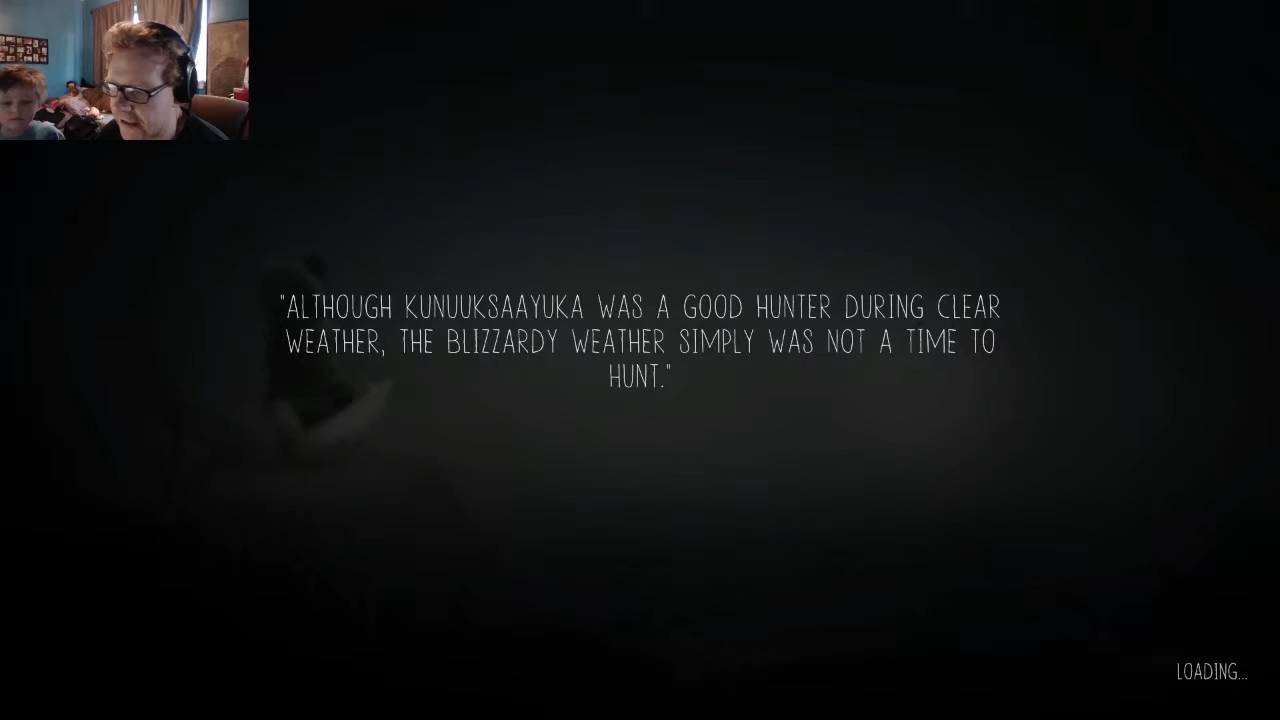 "ALTHOUGH KUNUUKSAAYUKA WAS A GOOD HUNTER DURING CLEAR
WEATHER, THE BLIZZARDY WEATHER SIMPLY WAS NOT A TIME TO
HUNT."
LOADING...